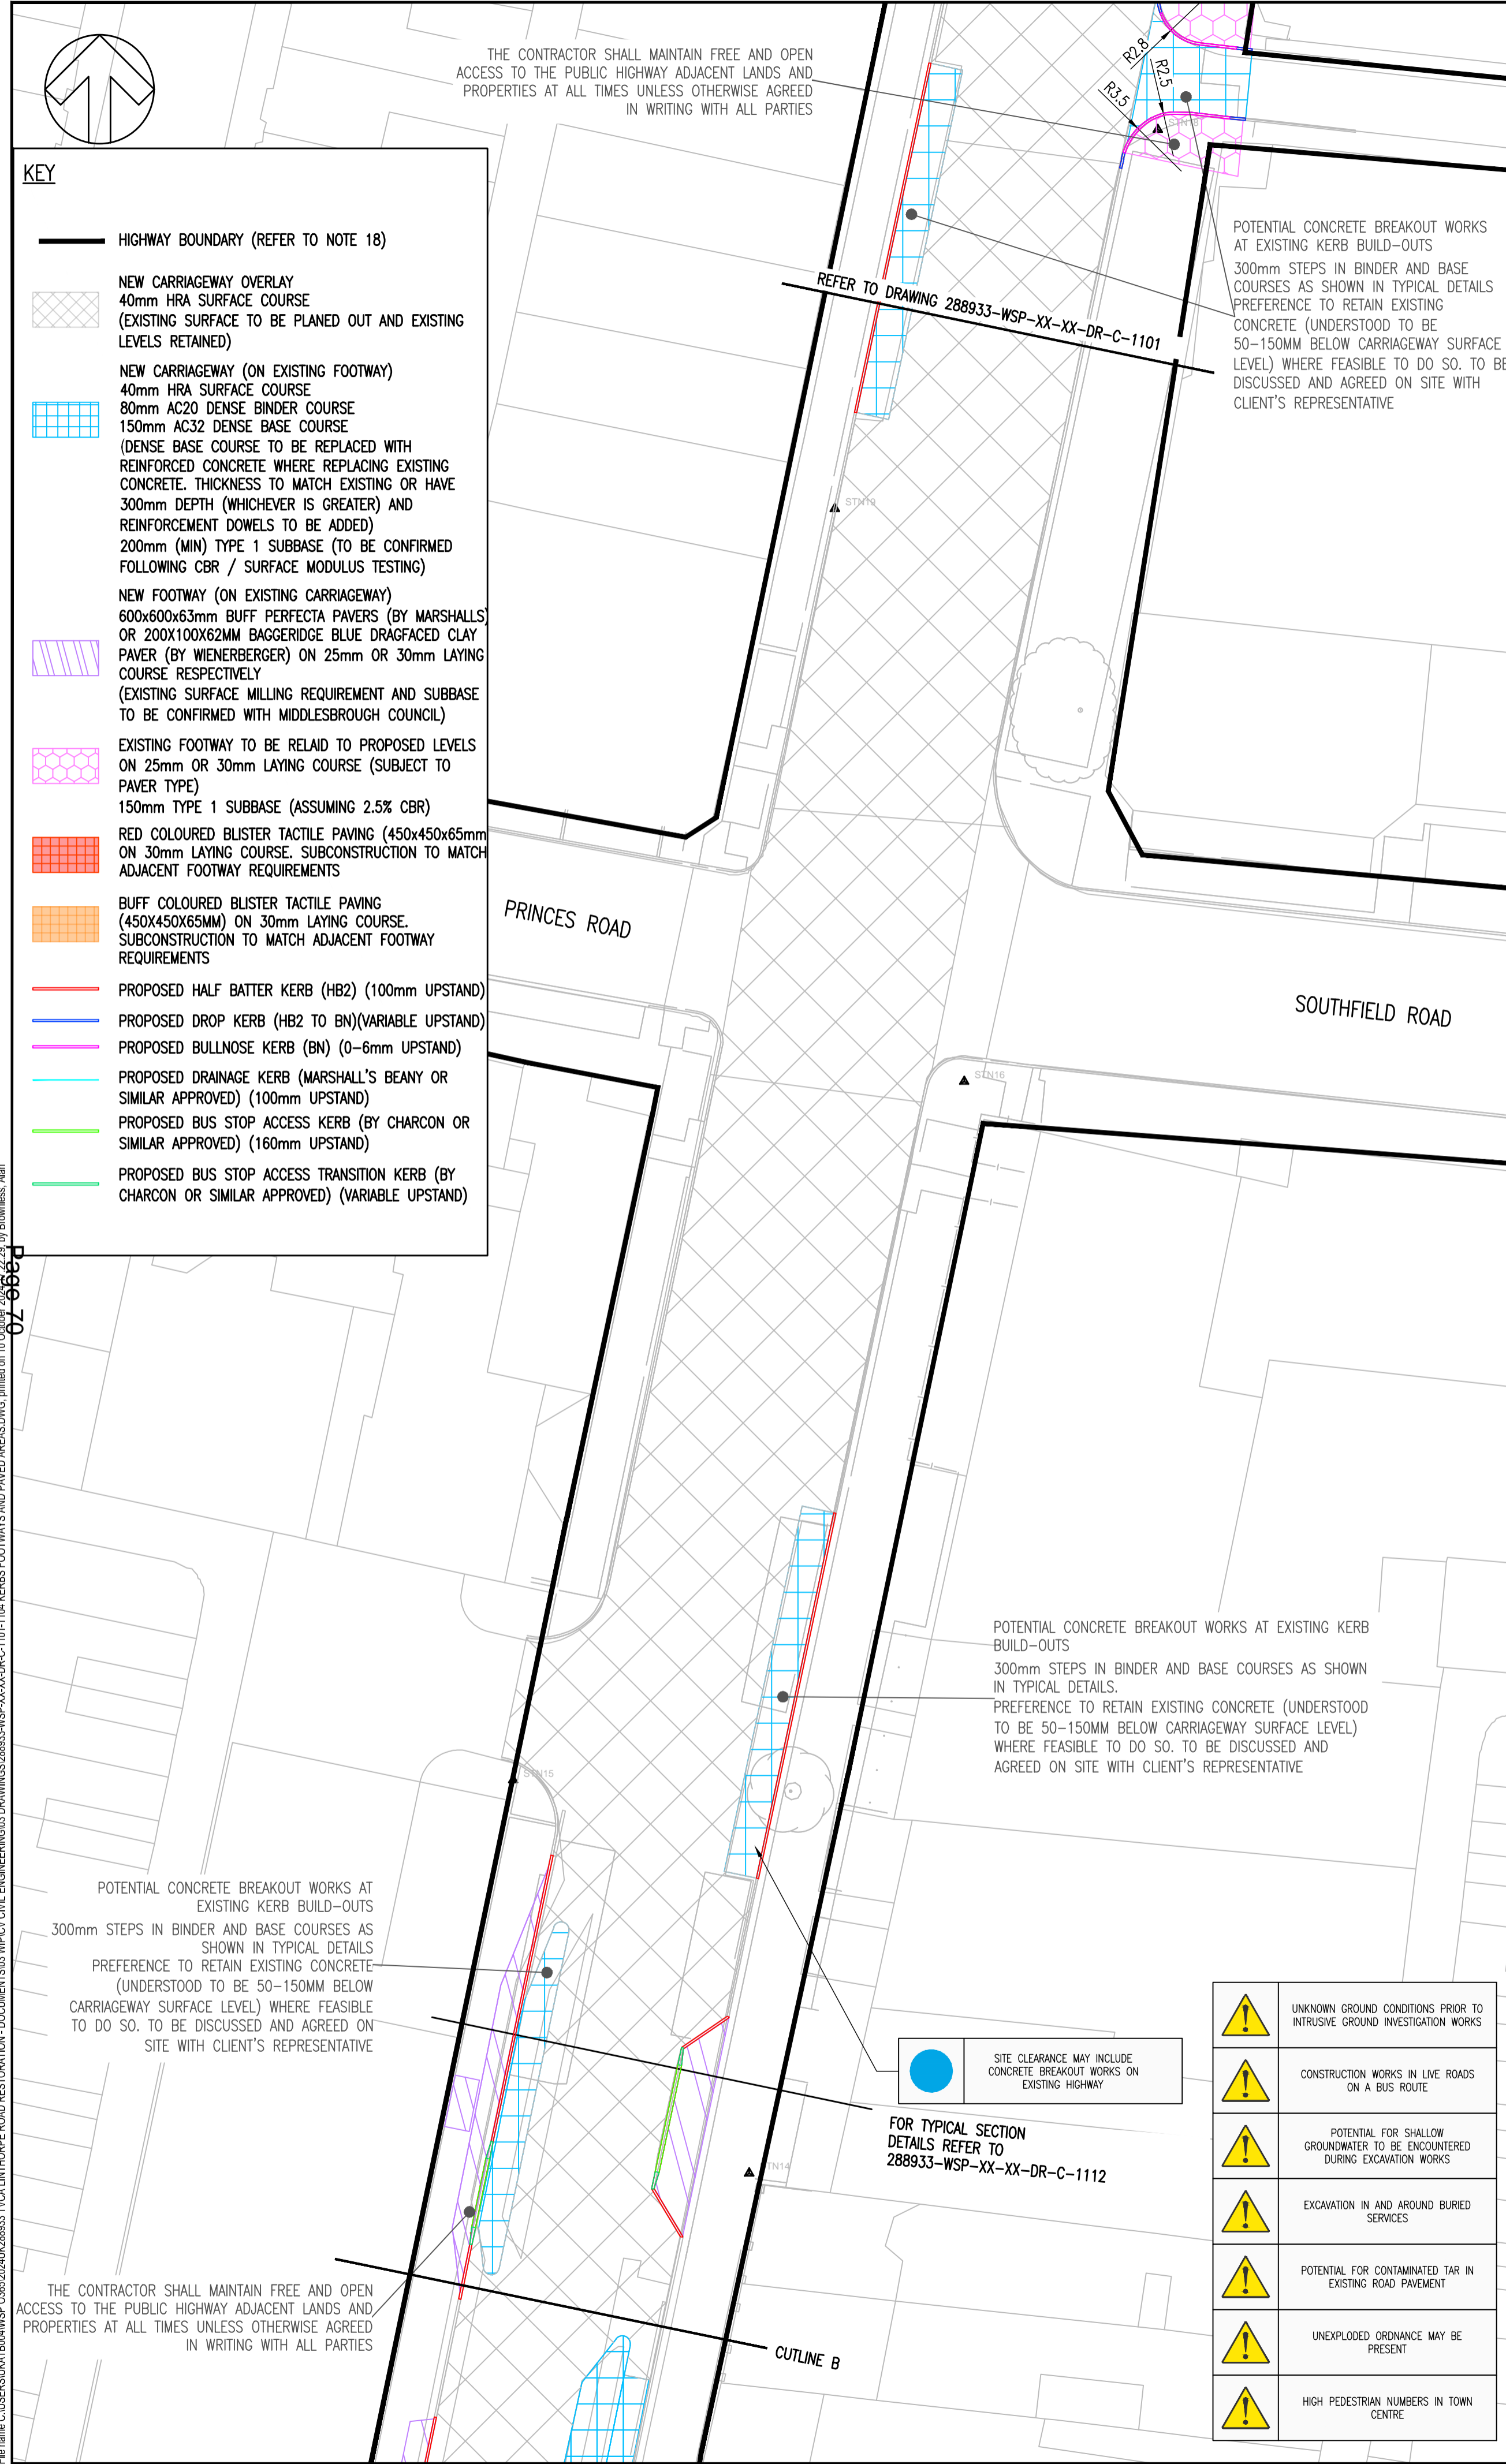 THE CONTRACTOR SHALL MAINTAIN FREE AND OPEN
ACCESS TO THE PUBLIC HIGHWAY ADJACENT LANDS AND
PROPERTIES AT ALL TIMES UNLESS OTHERWISE AGREED
IN WRITING WITH ALL PARTIES
R2.8
R2.5
R3.5
KEY
HIGHWAY BOUNDARY (REFER TO NOTE 18)
NEW CARRIAGEWAY OVERLAY
40mm HRA SURFACE COURSE
(EXISTING SURFACE TO BE PLANED OUT AND EXISTING
LEVELS RETAINED)
NEW CARRIAGEWAY (ON EXISTING FOOTWAY)
40mm HRA SURFACE COURSE
80mm AC20 DENSE BINDER COURSE
150mm AC32 DENSE BASE COURSE
(DENSE BASE COURSE TO BE REPLACED WITH
REINFORCED CONCRETE WHERE REPLACING EXISTING
CONCRETE. THICKNESS TO MATCH EXISTING OR HAVE
300mm DEPTH (WHICHEVER IS GREATER) AND
REINFORCEMENT DOWELS TO BE ADDED)
200mm (MIN) TYPE 1 SUBBASE (TO BE CONFIRMED
FOLLOWING CBR / SURFACE MODULUS TESTING)
NEW FOOTWAY (ON EXISTING CARRIAGEWAY)
600x600x63mm BUFF PERFECTA PAVERS (BY MARSHALLS)
OR 200X100X62MM BAGGERIDGE BLUE DRAGFACED CLAY
PAVER (BY WIENERBERGER) ON 25mm OR 30mm LAYING
COURSE RESPECTIVELY
(EXISTING SURFACE MILLING REQUIREMENT AND SUBBASE
TO BE CONFIRMED WITH MIDDLESBROUGH COUNCIL)
EXISTING FOOTWAY TO BE RELAID TO PROPOSED LEVELS
ON 25mm OR 30mm LAYING COURSE (SUBJECT TO
PAVER TYPE)
150mm TYPE 1 SUBBASE (ASSUMING 2.5% CBR)
RED COLOURED BLISTER TACTILE PAVING (450x450x65mm
ON 30mm LAYING COURSE. SUBCONSTRUCTION TO MATCH
ADJACENT FOOTWAY REQUIREMENTS
BUFF COLOURED BLISTER TACTILE PAVING
(450X450X65MM) ON 30mm LAYING COURSE.
SUBCONSTRUCTION TO MATCH ADJACENT FOOTWAY
REQUIREMENTS
PROPOSED HALF BATTER KERB (HB2) (100mm UPSTAND)
PROPOSED DROP KERB (HB2 TO BN)(VARIABLE UPSTAND)
PROPOSED BULLNOSE KERB (BN) (0-6mm UPSTAND)
PROPOSED DRAINAGE KERB (MARSHALL'S BEANY OR
SIMILAR APPROVED) (100mm UPSTAND)
PROPOSED BUS STOP ACCESS KERB (BY CHARCON OR
SIMILAR APPROVED) (160mm UPSTAND)
PROPOSED BUS STOP ACCESS TRANSITION KERB (BY
CHARCON OR SIMILAR APPROVED) (VARIABLE UPSTAND)
POTENTIAL CONCRETE BREAKOUT WORKS
AT EXISTING KERB BUILD-OUTS
300mm STEPS IN BINDER AND BASE
COURSES AS SHOWN IN TYPICAL DETAILS
PREFERENCE TO RETAIN EXISTING
CONCRETE (UNDERSTOOD TO BE
50-150MM BELOW CARRIAGEWAY SURFACE
LEVEL) WHERE FEASIBLE TO DO SO. TO BE
DISCUSSED AND AGREED ON SITE WITH
CLIENT'S REPRESENTATIVE
REFER TO DRAWING 288933-WSP-XX-XX-DR-C-1101
STN19
PRINCES ROAD
SOUTHFIELD ROAD
STN16
Page 70
POTENTIAL CONCRETE BREAKOUT WORKS AT EXISTING KERB
BUILD-OUTS
300mm STEPS IN BINDER AND BASE COURSES AS SHOWN
IN TYPICAL DETAILS.
PREFERENCE TO RETAIN EXISTING CONCRETE (UNDERSTOOD
TO BE 50-150MM BELOW CARRIAGEWAY SURFACE LEVEL)
WHERE FEASIBLE TO DO SO. TO BE DISCUSSED AND
AGREED ON SITE WITH CLIENT'S REPRESENTATIVE
STN15
POTENTIAL CONCRETE BREAKOUT WORKS AT
EXISTING KERB BUILD-OUTS
300mm STEPS IN BINDER AND BASE COURSES AS
SHOWN IN TYPICAL DETAILS
PREFERENCE TO RETAIN EXISTING CONCRETE
(UNDERSTOOD TO BE 50-150MM BELOW
CARRIAGEWAY SURFACE LEVEL) WHERE FEASIBLE
TO DO SO. TO BE DISCUSSED AND AGREED ON
SITE WITH CLIENT'S REPRESENTATIVE
SITE CLEARANCE MAY INCLUDE
CONCRETE BREAKOUT WORKS ON
EXISTING HIGHWAY
FOR TYPICAL SECTION
DETAILS REFER TO
288933-WSP-XX-XX-DR-C-1112
STN14
THE CONTRACTOR SHALL MAINTAIN FREE AND OPEN
ACCESS TO THE PUBLIC HIGHWAY ADJACENT LANDS AND
PROPERTIES AT ALL TIMES UNLESS OTHERWISE AGREED
IN WRITING WITH ALL PARTIES
CUTLINE B
UNKNOWN GROUND CONDITIONS PRIOR TO
INTRUSIVE GROUND INVESTIGATION WORKS
CONSTRUCTION WORKS IN LIVE ROADS
ON A BUS ROUTE
POTENTIAL FOR SHALLOW
GROUNDWATER TO BE ENCOUNTERED
DURING EXCAVATION WORKS
EXCAVATION IN AND AROUND BURIED
SERVICES
POTENTIAL FOR CONTAMINATED TAR IN
EXISTING ROAD PAVEMENT
UNEXPLODED ORDNANCE MAY BE
PRESENT
HIGH PEDESTRIAN NUMBERS IN TOWN
CENTRE